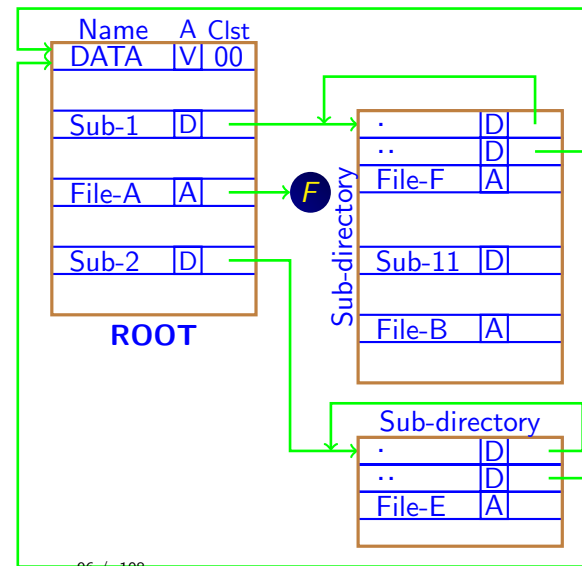 Name A Clst
DATA V 00
Sub-1 D
File-A A
Sub-2 D
ROOT
F
Sub-directory
. D
.. D
File-F A
Sub-11 D
File-B A
Sub-directory
. D
.. D
File-E A